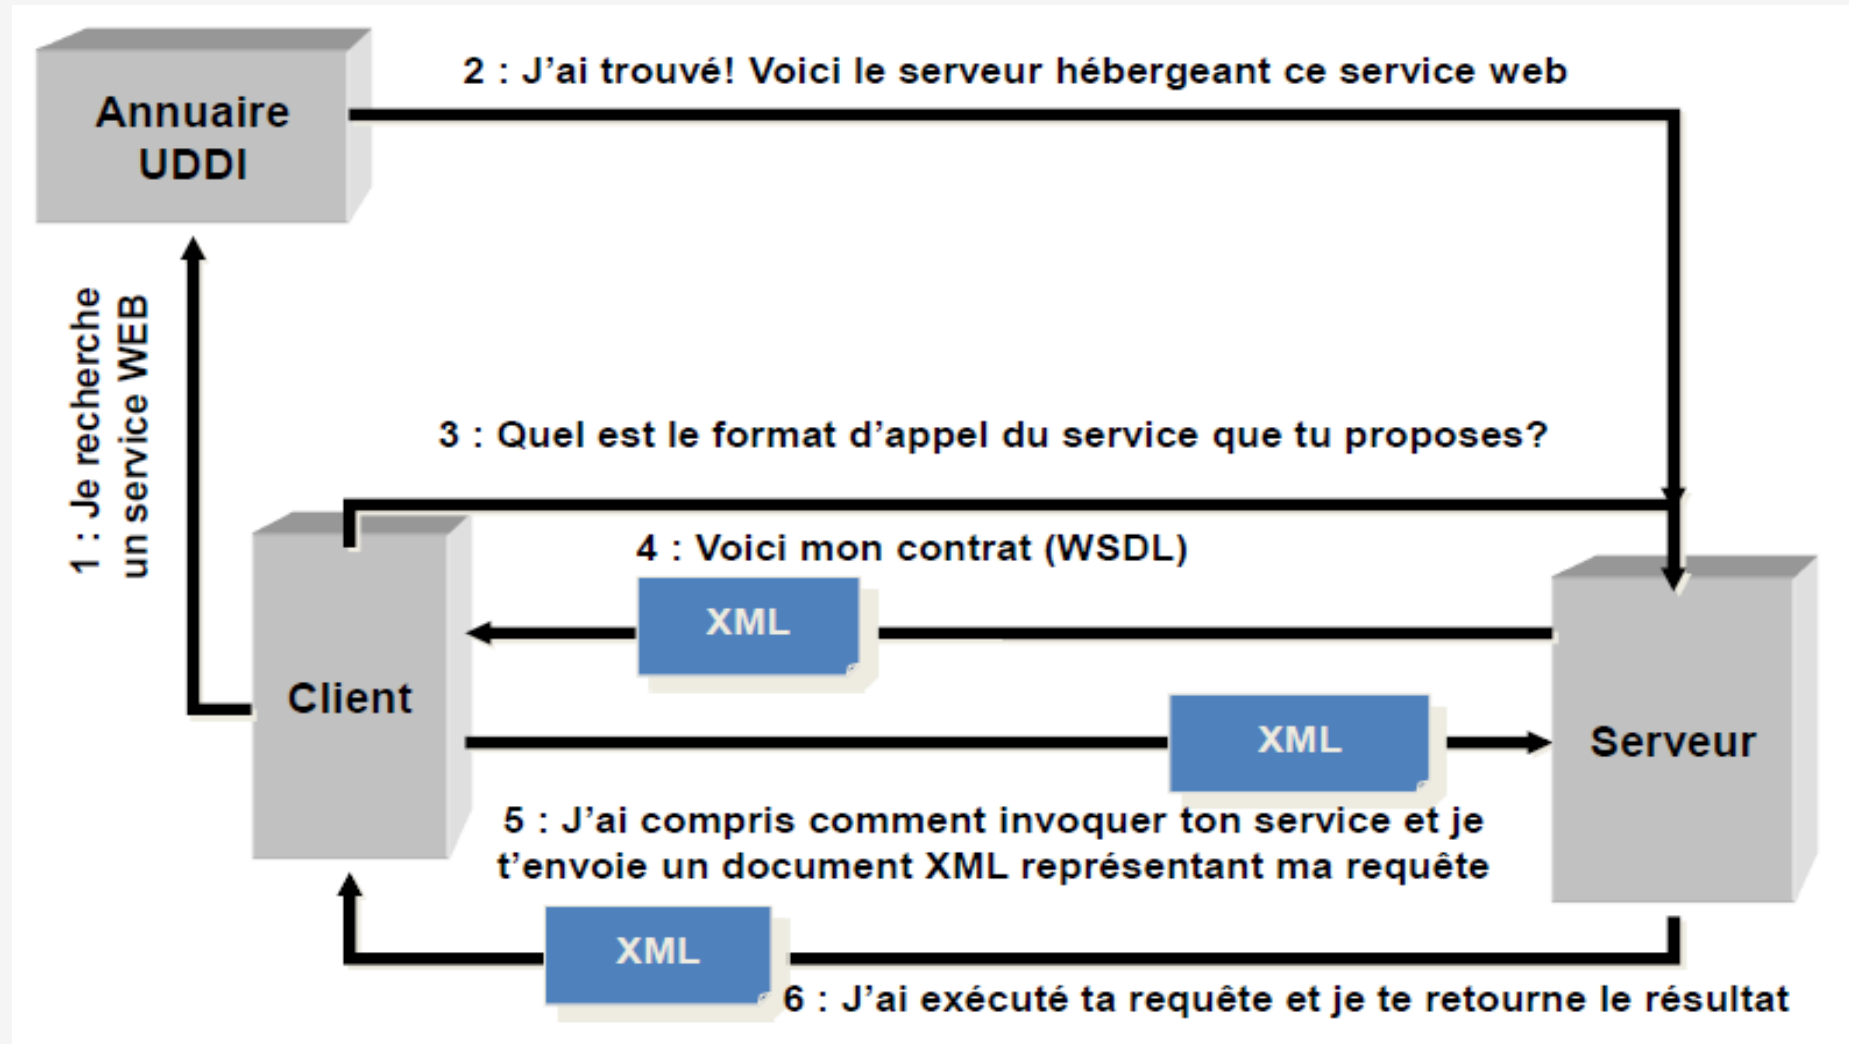 2 : J'ai trouvé! Voici le serveur hébergeant ce service web
Annuaire
UDDI
1 : Je recherche
un service WEB
3 : Quel est le format d'appel du service que tu proposes?
4 : Voici mon contrat (WSDL)
XML
Client
XML
Serveur
5 : J'ai compris comment invoquer ton service et je
t'envoie un document XML représentant ma requête
XML
6 : J'ai exécuté ta requête et je te retourne le résultat